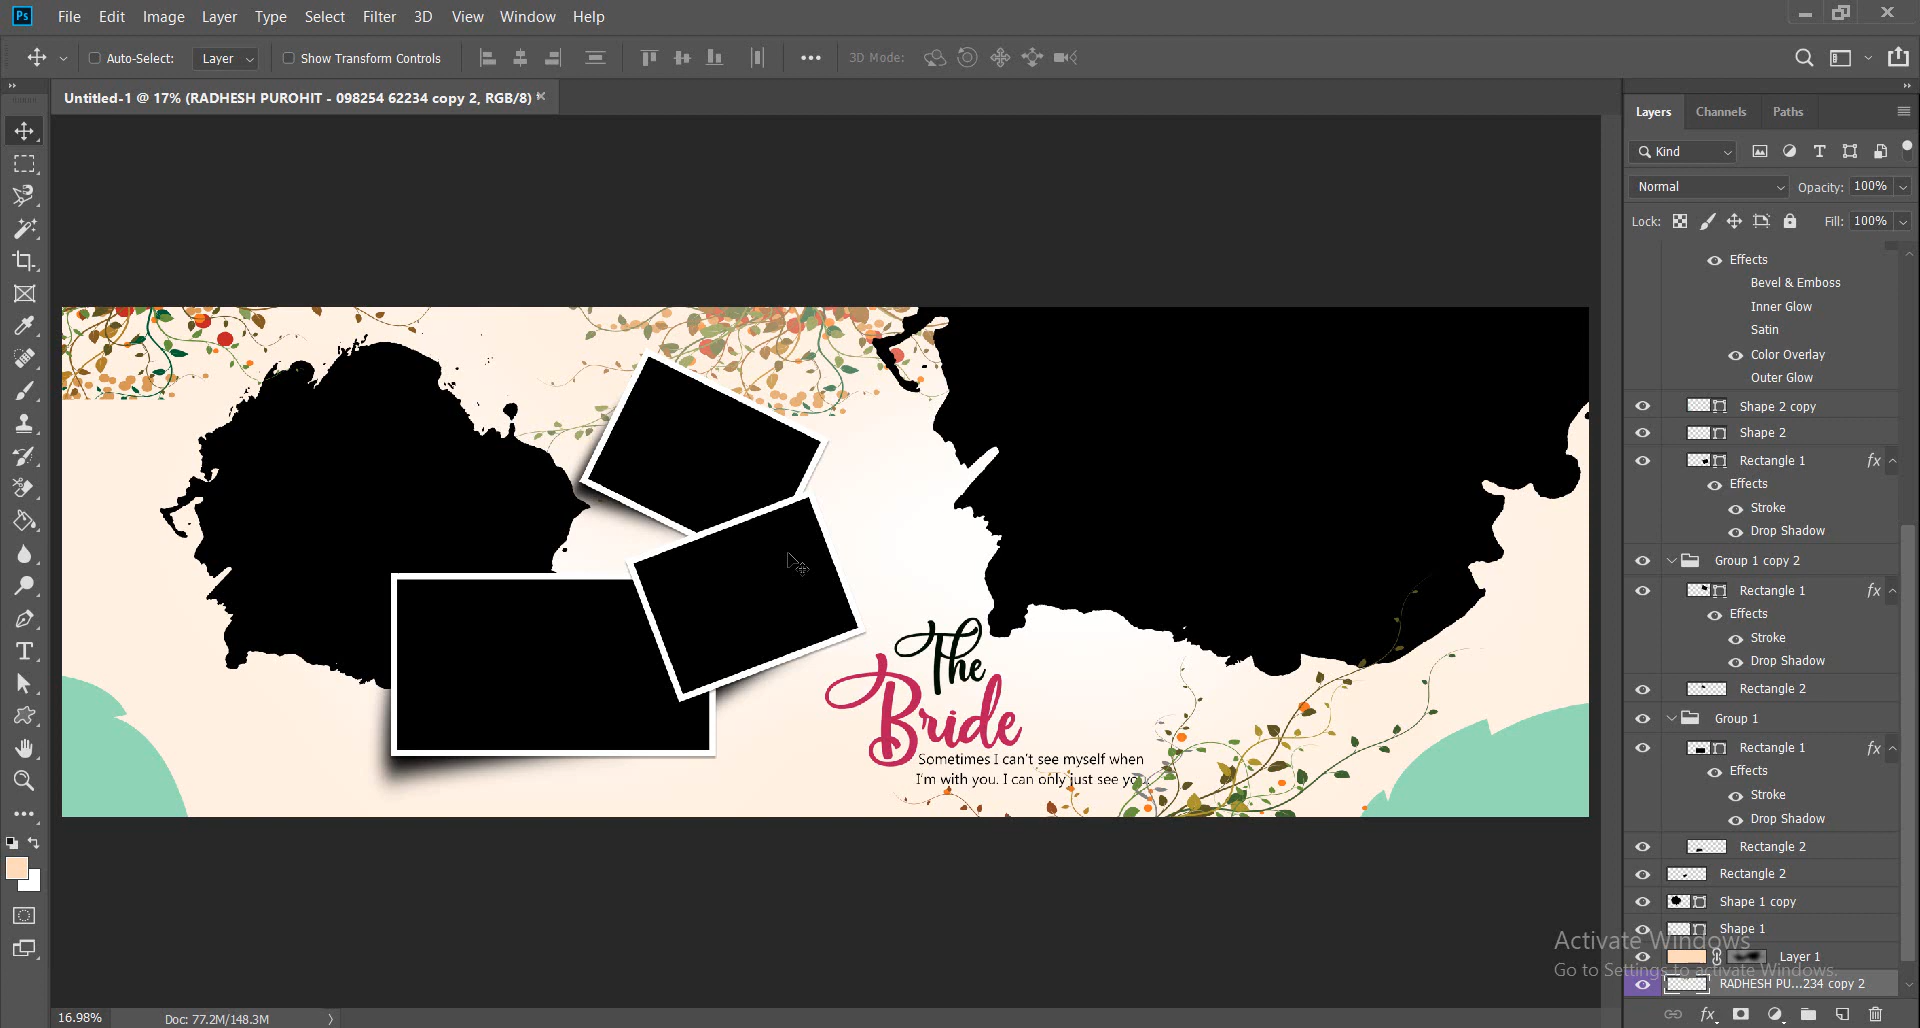 Ps File Edit Image Layer Type Select Filter 3D View Window Help
Auto-Select: Layer Show Transform Controls 3D Mode:
Untitled-1 @ 17% (RADHESH PUROHIT - 098254 62234 copy 2, RGB/8)
Layers Channels Paths
Kind
Normal Opacity: 100%
Lock: Fill: 100%
Effects
Bevel & Emboss
Inner Glow
Satin
Color Overlay
Outer Glow
Shape 2 copy
Shape 2
Rectangle 1 fx
Effects
Stroke
Drop Shadow
Group 1 copy 2
Rectangle 1 fx
Effects
Stroke
Drop Shadow
Rectangle 2
Group 1
Rectangle 1 fx
Effects
Stroke
Drop Shadow
Rectangle 2
Rectangle 2
Shape 1 copy
Shape 1
Layer 1
RADHESH PU...234 copy 2
The
Bride
Sometimes I can't see myself when
I'm with you. I can only just see
Activate Windows
Go to Settings to activate Windows.
16.98% Doc: 77.2M/148.3M